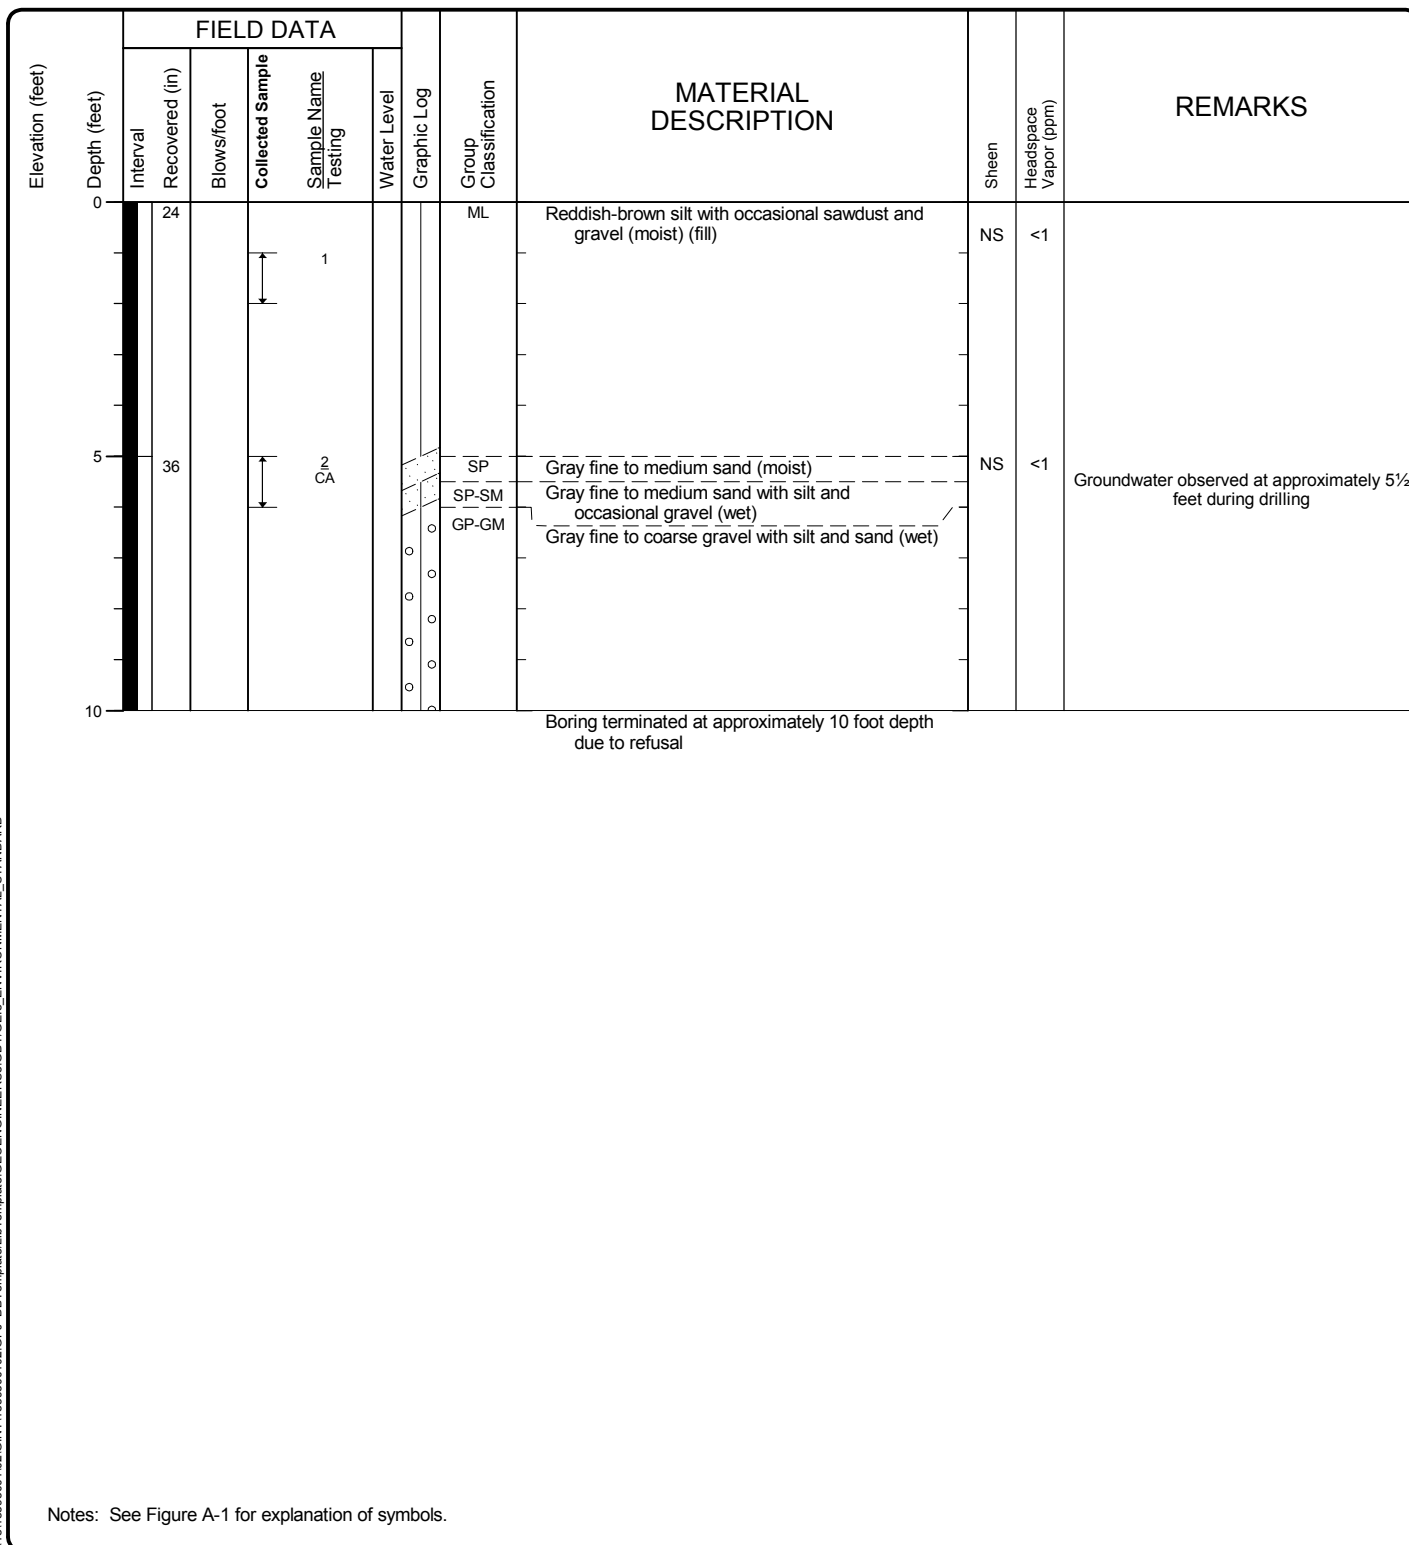 FIELD DATA
Elevation (feet)
Depth (feet)
Interval
Recovered (in)
Blows/foot
Collected Sample
Sample Name
Testing
Water Level
Graphic Log
Group
Classification
MATERIAL
DESCRIPTION
Sheen
Headspace
Vapor (ppm)
REMARKS
0
24
ML
Reddish-brown silt with occasional sawdust and
gravel (moist) (fill)
NS
<1
1
5
36
2
CA
SP
Gray fine to medium sand (moist)
NS
<1
SP-SM
Gray fine to medium sand with silt and
occasional gravel (wet)
Groundwater observed at approximately 5½
feet during drilling
GP-GM
Gray fine to coarse gravel with silt and sand (wet)
10
Boring terminated at approximately 10 foot depth
due to refusal
Notes: See Figure A-1 for explanation of symbols.